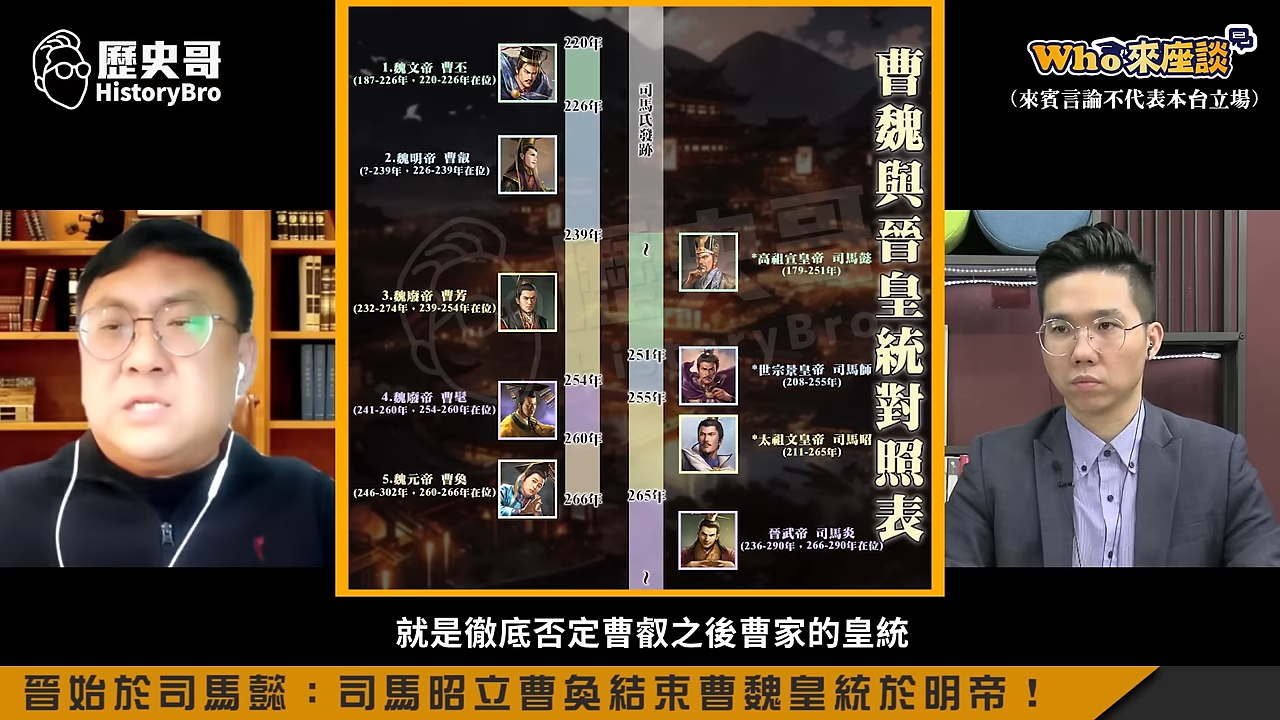 歷史哥
HistoryBro
Who來座談
(來賓言論不代表本台立場)
曹魏與晉皇統對照表
220年
1.魏文帝 曹丕
(187-226年，220-226年在位)
226年
司馬氏發跡
2.魏明帝 曹叡
(?-239年，226-239年在位)
239年
~
*高祖宣皇帝 司馬懿
(179-251年)
3.魏廢帝 曹芳
(232-274年，239-254年在位)
251年
*世宗景皇帝 司馬師
(208-255年)
254年
255年
4.魏廢帝 曹髦
(241-260年，254-260年在位)
260年
*太祖文皇帝 司馬昭
(211-265年)
5.魏元帝 曹奐
(246-302年，260-266年在位)
266年
265年
晉武帝 司馬炎
(236-290年，266-290年在位)
~
歷史哥
HistoryBro
就是徹底否定曹叡之後曹家的皇統
晉始於司馬懿：司馬昭立曹奐結束曹魏皇統於明帝！